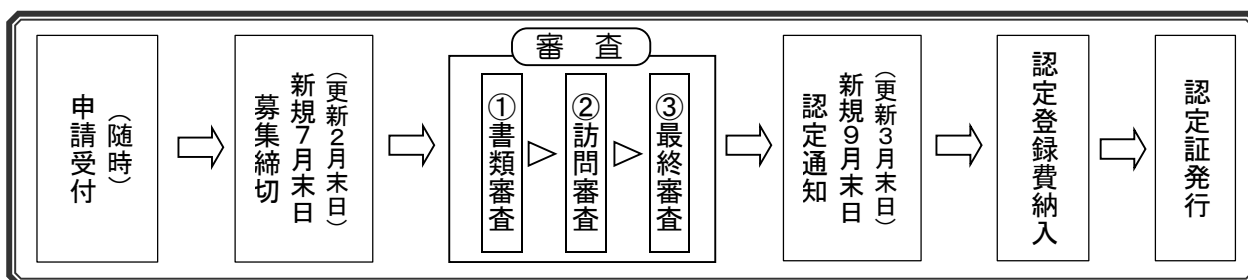 申請受付
（随時）
募集締切
新規７月末日
（更新２月末日）
審　査
①書類審査
②訪問審査
③最終審査
認定通知
新規９月末日
（更新３月末日）
認定登録費納入
認定証発行